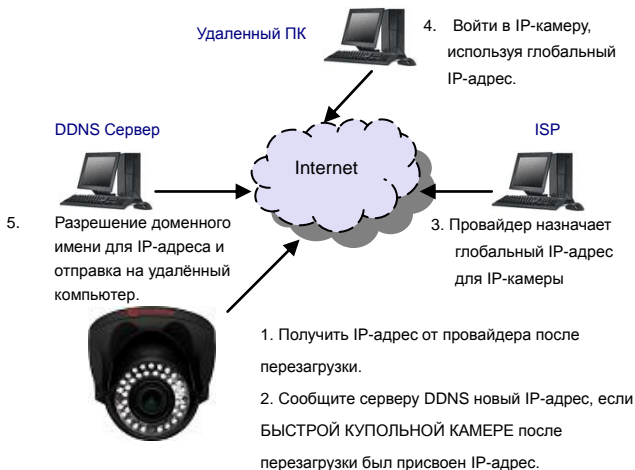 Удаленный ПК
4. Войти в IP-камеру,
используя глобальный
IP-адрес.
DDNS Сервер
ISP
Internet
5. Разрешение доменного
имени для IP-адреса и
отправка на удалённый
компьютер.
3. Провайдер назначает
глобальный IP-адрес
для IP-камеры
1. Получить IP-адрес от провайдера после
перезагрузки.
2. Сообщите серверу DDNS новый IP-адрес, если
БЫСТРОЙ КУПОЛЬНОЙ КАМЕРЕ после
перезагрузки был присвоен IP-адрес.